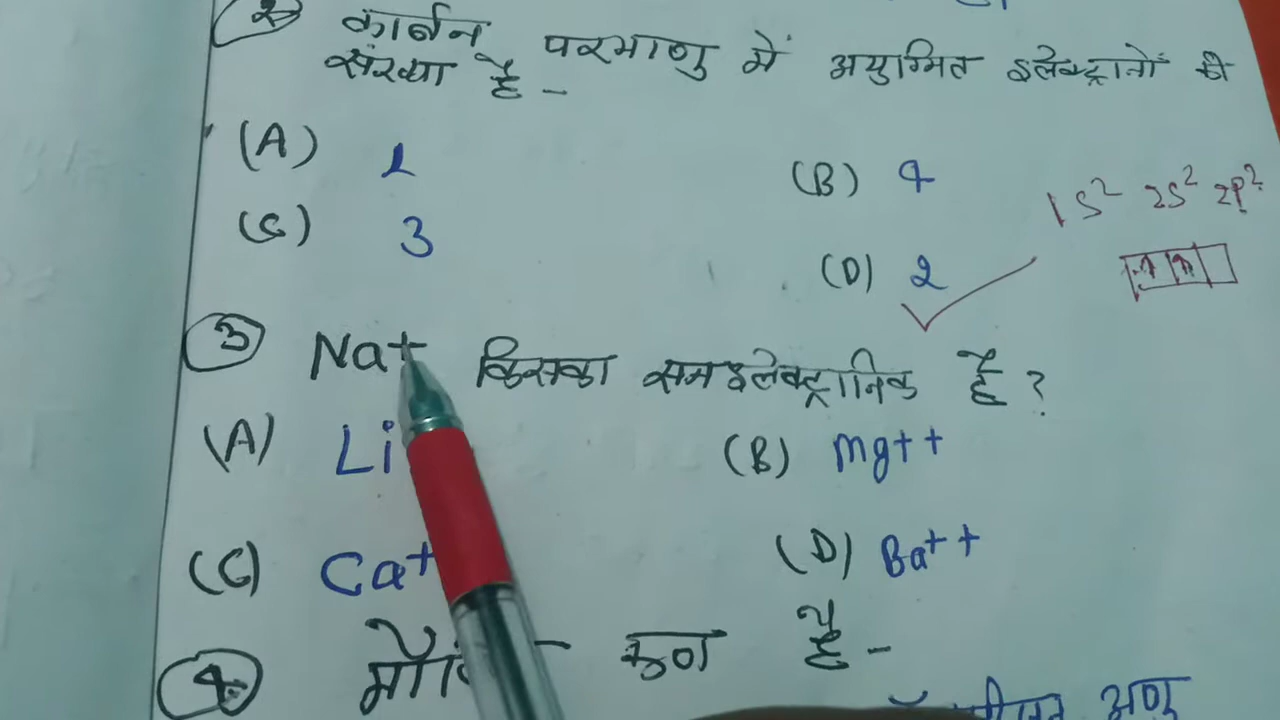 2
कार्बन परमाणु में अयुग्मित इलेक्ट्रानों की
संख्या है -
(A) 1
(B) 4
(C) 3
(D) 2
1S² 2S² 2P²
3 Na+ किसका समइलेक्ट्रानिक है ?
(A) Li
(B) Mg++
(C) Ca+
(D) Ba++
4. कण है -
अणु